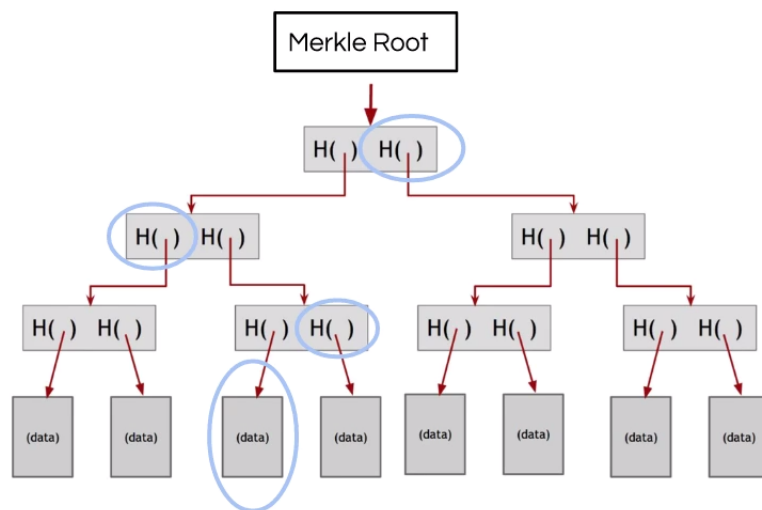 Merkle Root
H( ) H( )
H( ) H( ) H( ) H( )
H( ) H( ) H( ) H( ) H( ) H( ) H( ) H( )
(data) (data) (data) (data) (data) (data) (data) (data)